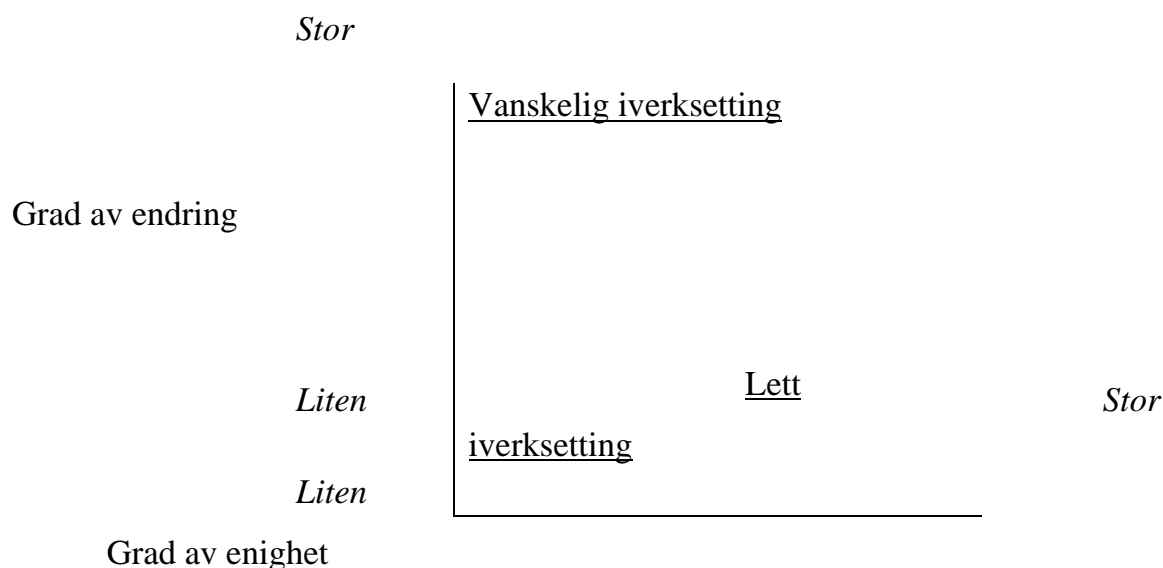 Stor
Vanskelig iverksetting
Grad av endring
Liten Lett Stor
iverksetting
Liten
Grad av enighet